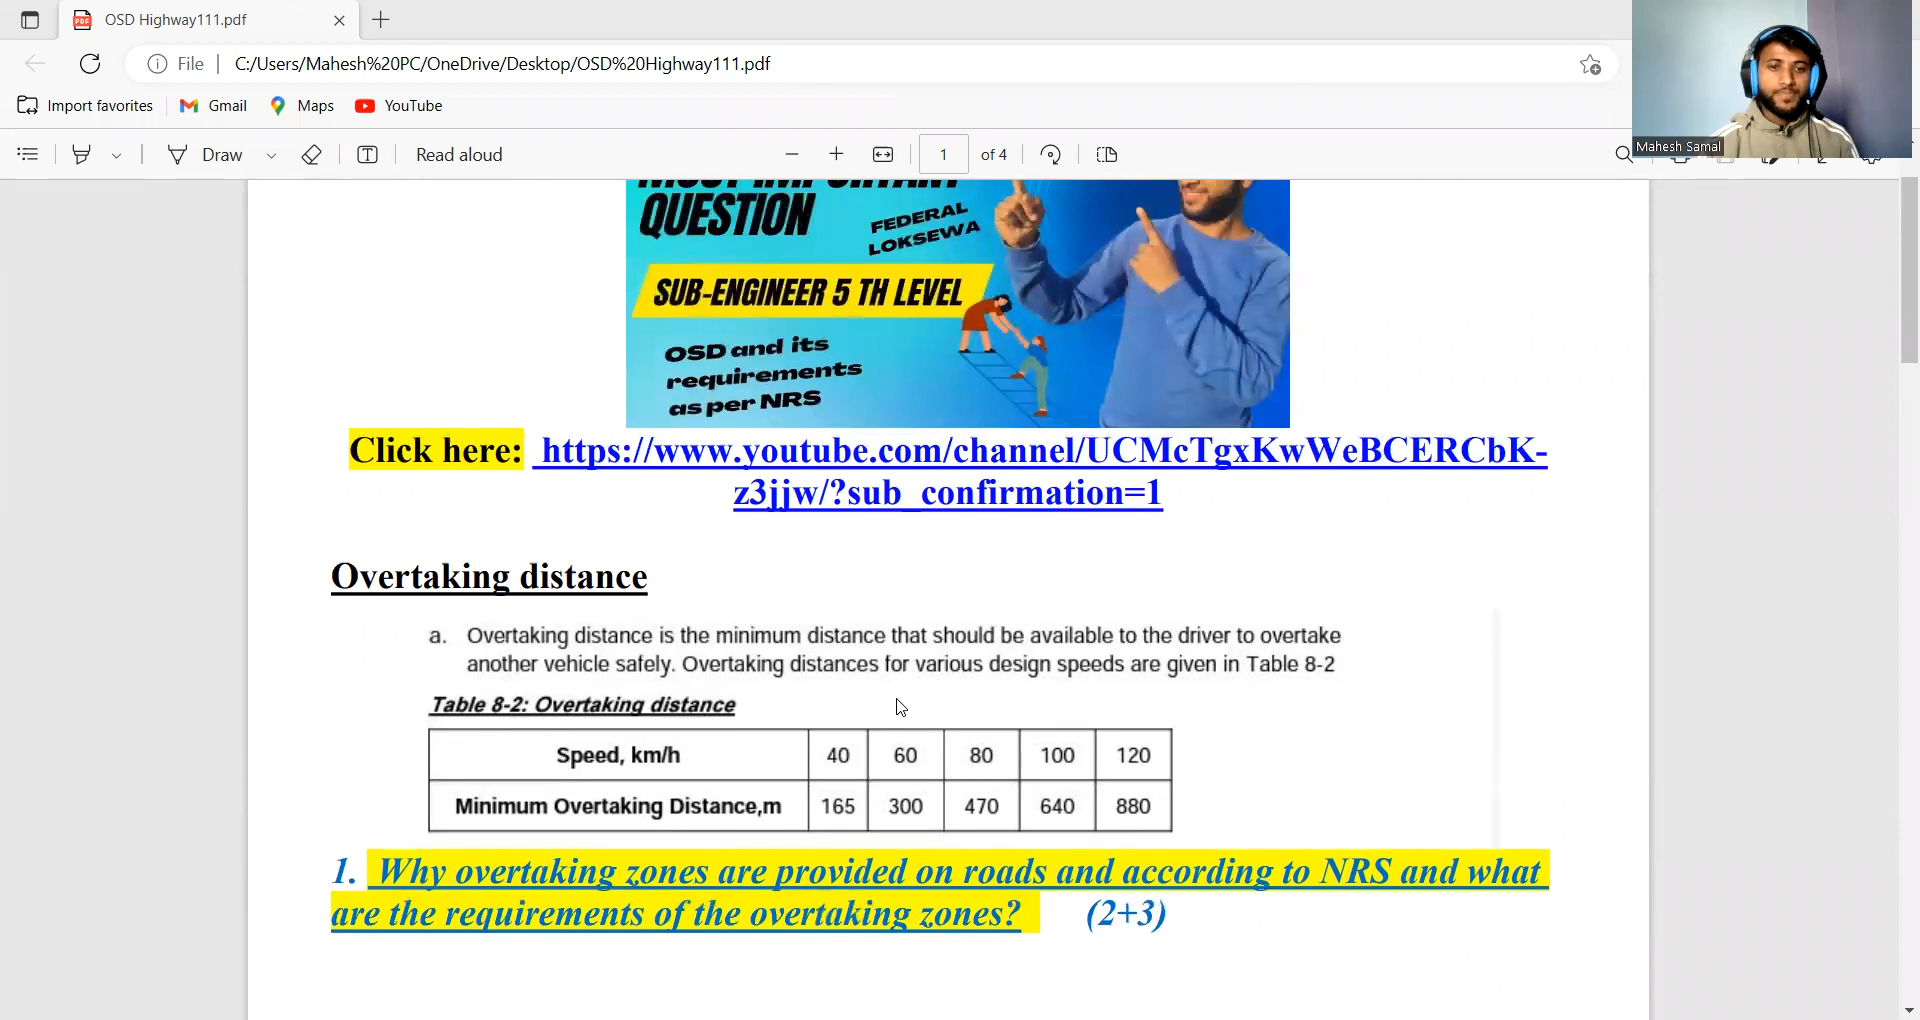 OSD Highway111.pdf
File
C:/Users/Mahesh%20PC/OneDrive/Desktop/OSD%20Highway111.pdf
Import favorites
Gmail
Maps
YouTube
Draw
Read aloud
1
of 4
Mahesh Samal
MOST IMPORTANT
QUESTION
FEDERAL
LOKSEWA
SUB-ENGINEER 5 TH LEVEL
OSD and its
requirements
as per NRS
Click here: https://www.youtube.com/channel/UCMcTgxKwWeBCERCbK-
z3jjw/?sub_confirmation=1
Overtaking distance
a. Overtaking distance is the minimum distance that should be available to the driver to overtake
another vehicle safely. Overtaking distances for various design speeds are given in Table 8-2
Table 8-2: Overtaking distance
Speed, km/h 40 60 80 100 120
Minimum Overtaking Distance,m 165 300 470 640 880
1. Why overtaking zones are provided on roads and according to NRS and what
are the requirements of the overtaking zones? (2+3)